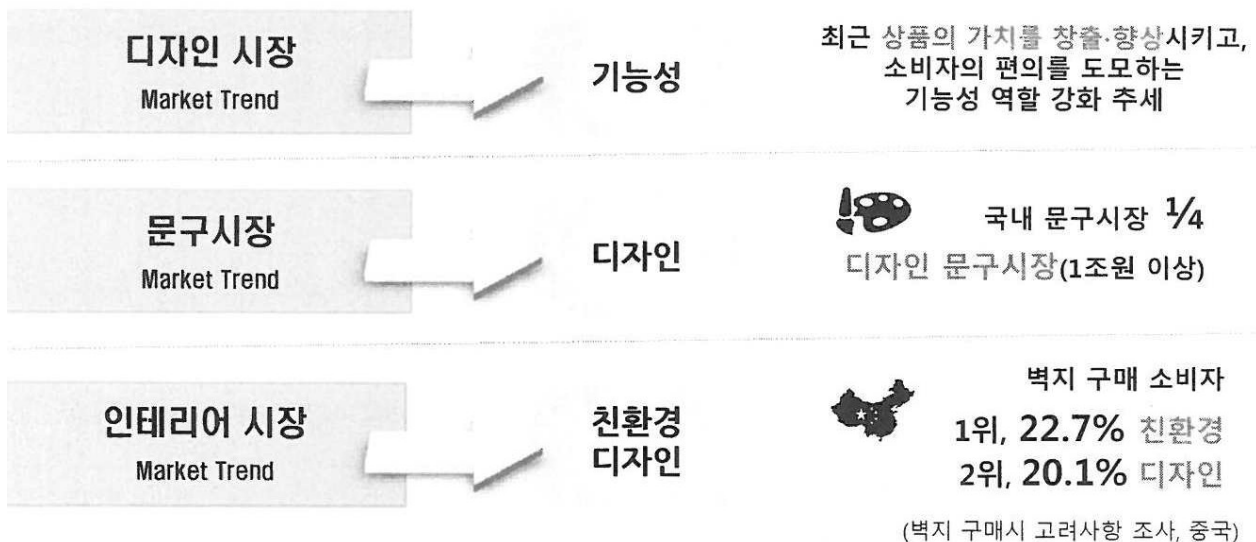 디자인 시장
Market Trend
기능성
최근 상품의 가치를 창출·향상시키고,
소비자의 편의를 도모하는
기능성 역할 강화 추세
문구시장
Market Trend
디자인
국내 문구시장 ¼
디자인 문구시장(1조원 이상)
인테리어 시장
Market Trend
친환경
디자인
벽지 구매 소비자
1위, 22.7% 친환경
2위, 20.1% 디자인
(벽지 구매시 고려사항 조사, 중국)